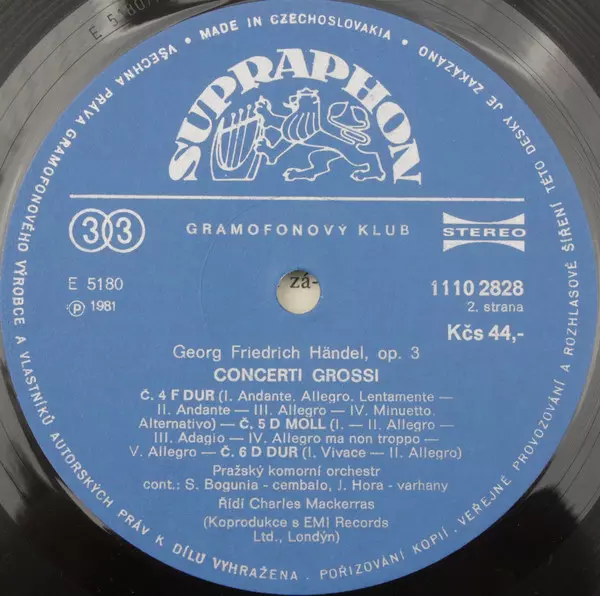 E 5180
MADE IN CZECHOSLOVAKIA
VŠECHNA PRÁVA GRAMOFONOVÉHO VÝROBCE A VLASTNÍKŮ AUTORSKÝCH PRÁV K DÍLU VYHRAŽENA. POŘIZOVÁNÍ KOPIÍ, VEŘEJNÉ PROVOZOVÁNÍ A ROZHLASOVÉ ŠÍŘENÍ TÉTO DESKY JE ZAKÁZÁNO
SUPRAPHON
33 GRAMOFONOVÝ KLUB STEREO
E 5180
Ⓟ 1981
zá-
1110 2828
2. strana
Kčs 44,-
Georg Friedrich Händel, op. 3
CONCERTI GROSSI
Č. 4 F DUR (I. Andante. Allegro. Lentamente —
II. Andante — III. Allegro — IV. Minuetto.
Alternativo) — Č. 5 D MOLL (I. — II. Allegro —
III. Adagio — IV. Allegro ma non troppo —
V. Allegro — Č. 6 D DUR (I. Vivace — II. Allegro)
Pražský komorní orchestr
cont.: S. Bogunia - cembalo, J. Hora - varhany
Řídí Charles Mackerras
(Koprodukce s EMI Records
Ltd., Londýn)